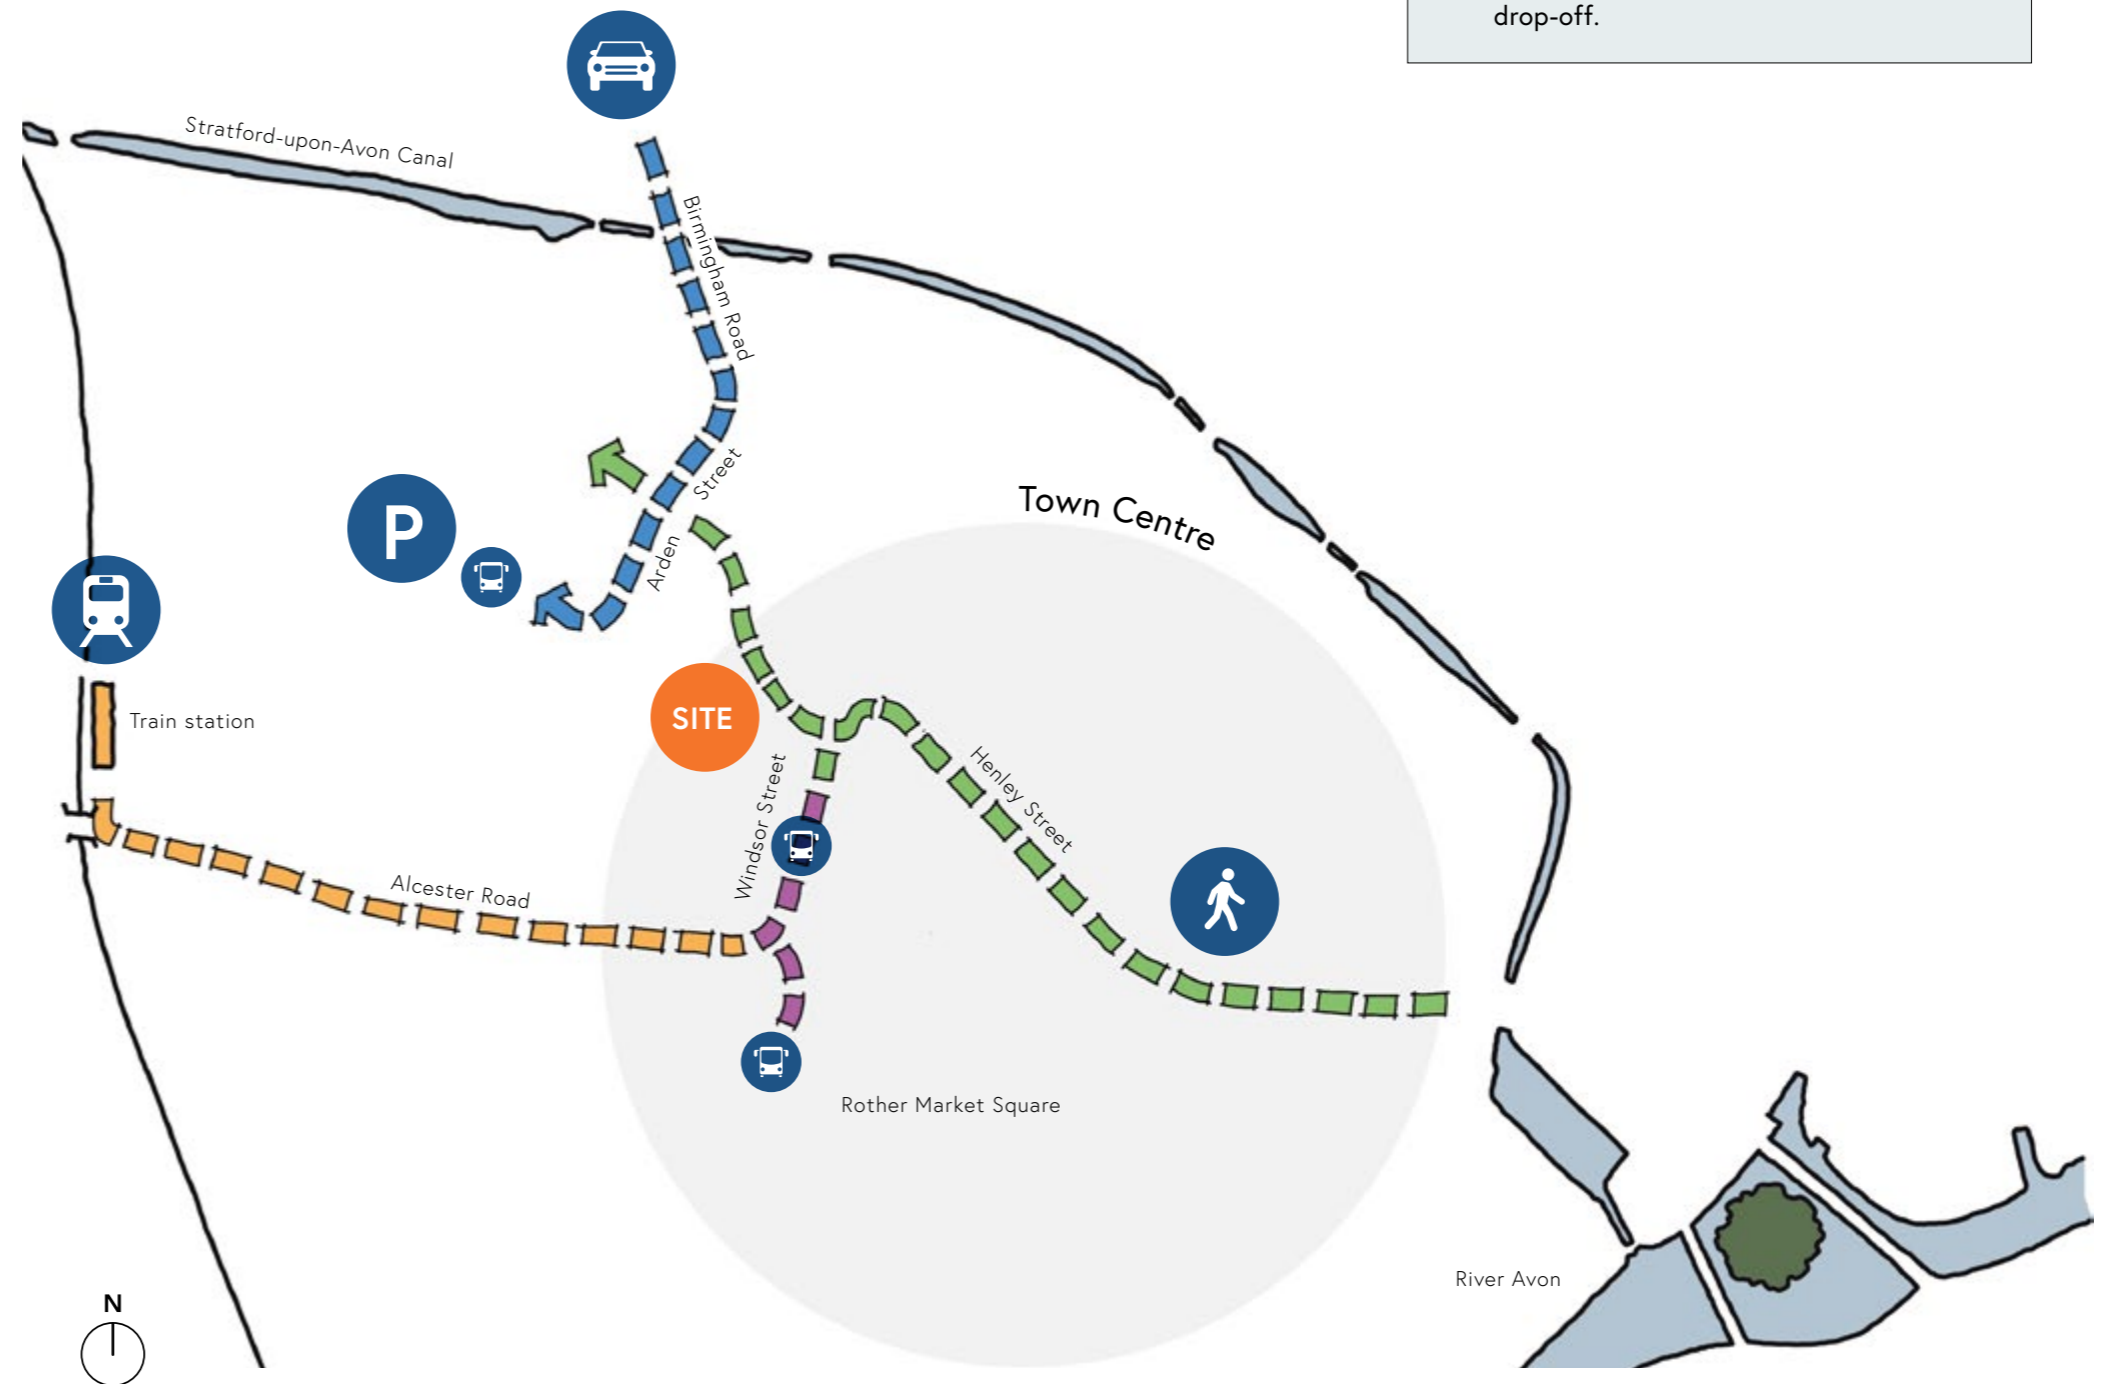 drop-off.
Stratford-upon-Avon Canal
Birmingham Road
Arden Street
Town Centre
P
SITE
Train station
Windsor Street
Henley Street
Alcester Road
Rother Market Square
River Avon
N